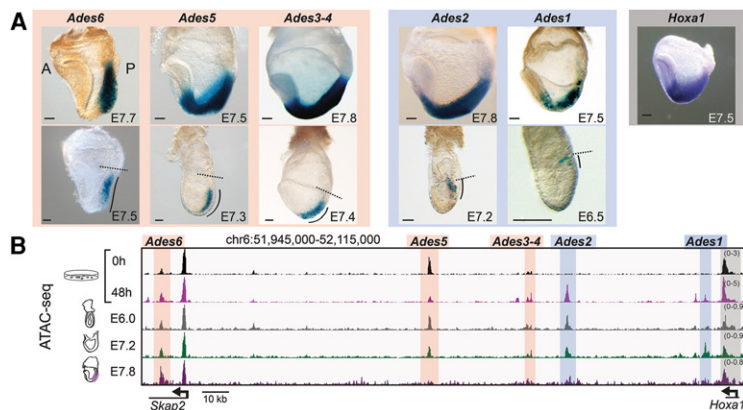 A
Ades6 Ades5 Ades3-4 Ades2 Ades1 Hoxa1
A P
E7.7 E7.5 E7.8 E7.8 E7.5 E7.5
E7.5 E7.3 E7.4 E7.2 E6.5
B
Ades6 chr6:51,945,000-52,115,000 Ades5 Ades3-4 Ades2 Ades1
ATAC-seq
0h (0-3)
48h (0-5)
E6.0 (0-0.9)
E7.2 (0-0.9)
E7.8 (0-0.8)
Skap2 10 kb Hoxa1